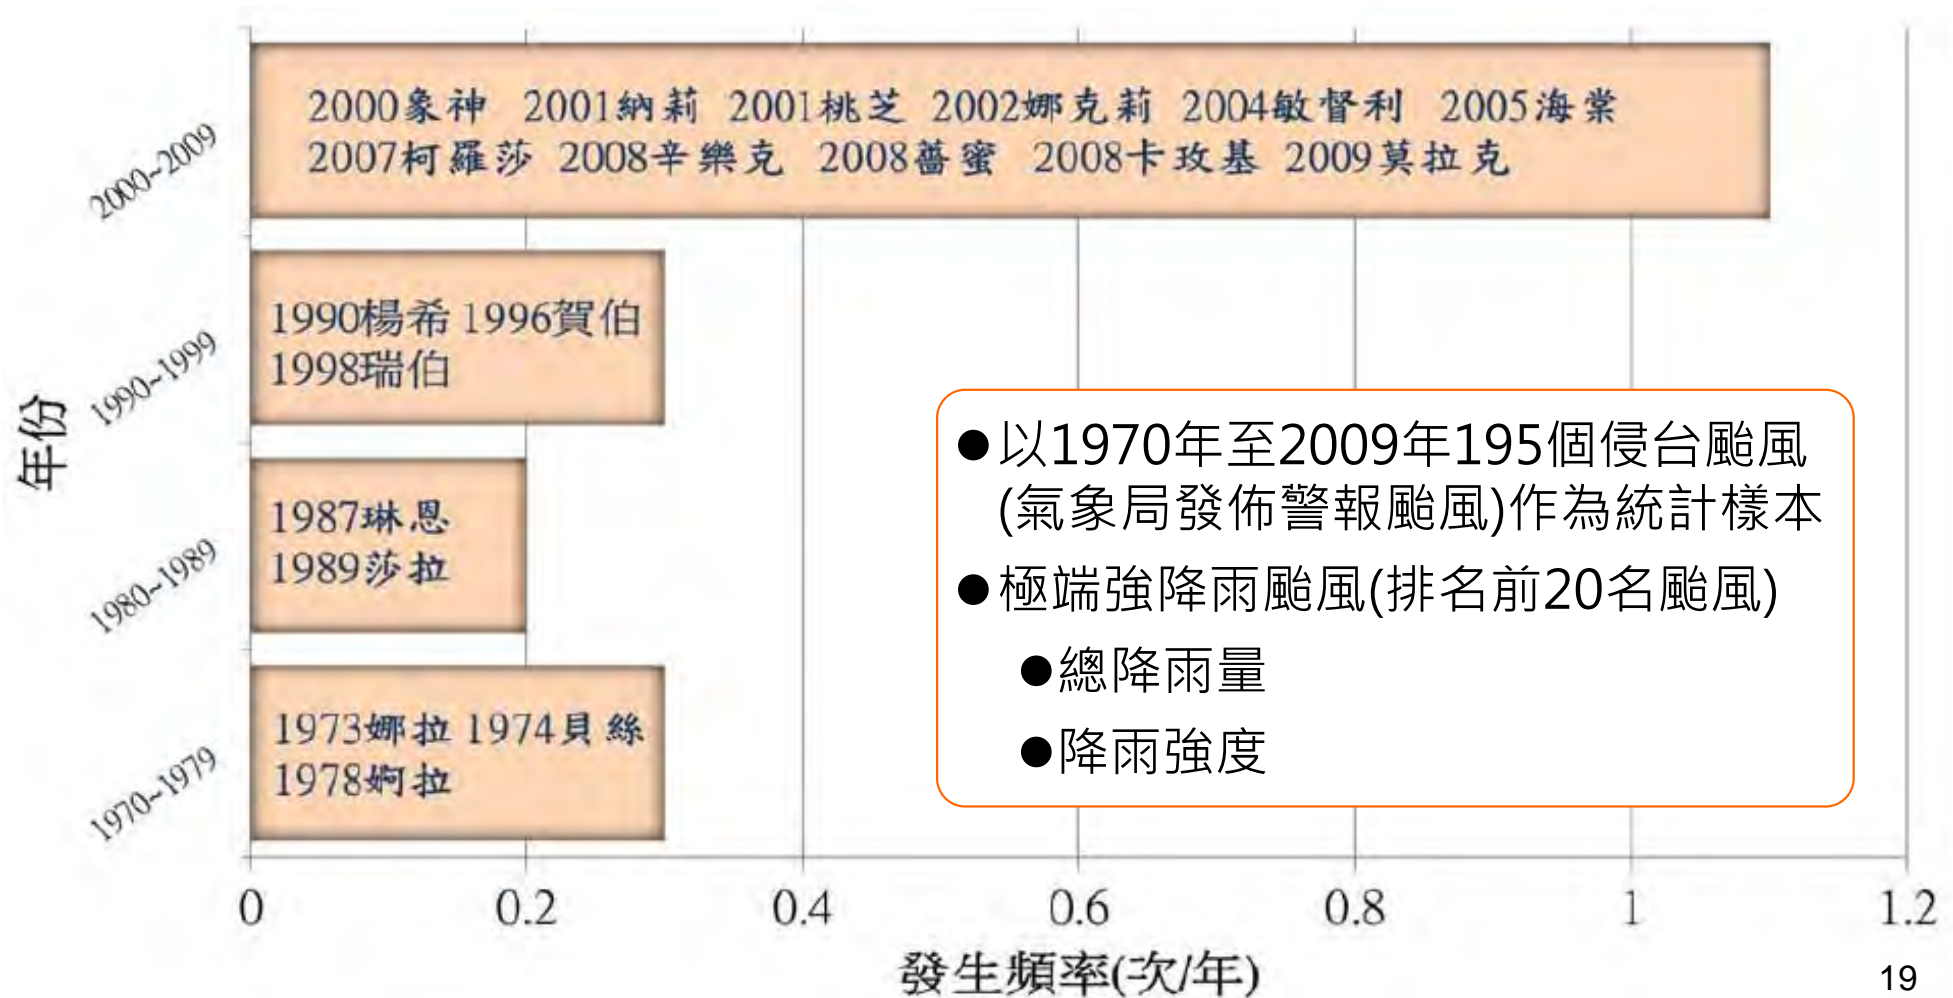 2000象神 2001納莉 2001桃芝 2002娜克莉 2004敏督利 2005海棠
2007柯羅莎 2008辛樂克 2008薔蜜 2008卡玫基 2009莫拉克
2000~2009
1990楊希 1996賀伯
1998瑞伯
1990~1999
1987琳恩
1989莎拉
1980~1989
1973娜拉 1974貝絲
1978婀拉
1970~1979
年份
●以1970年至2009年195個侵台颱風
(氣象局發佈警報颱風)作為統計樣本
●極端強降雨颱風(排名前20名颱風)
●總降雨量
●降雨強度
0 0.2 0.4 0.6 0.8 1 1.2
發生頻率(次/年)
19